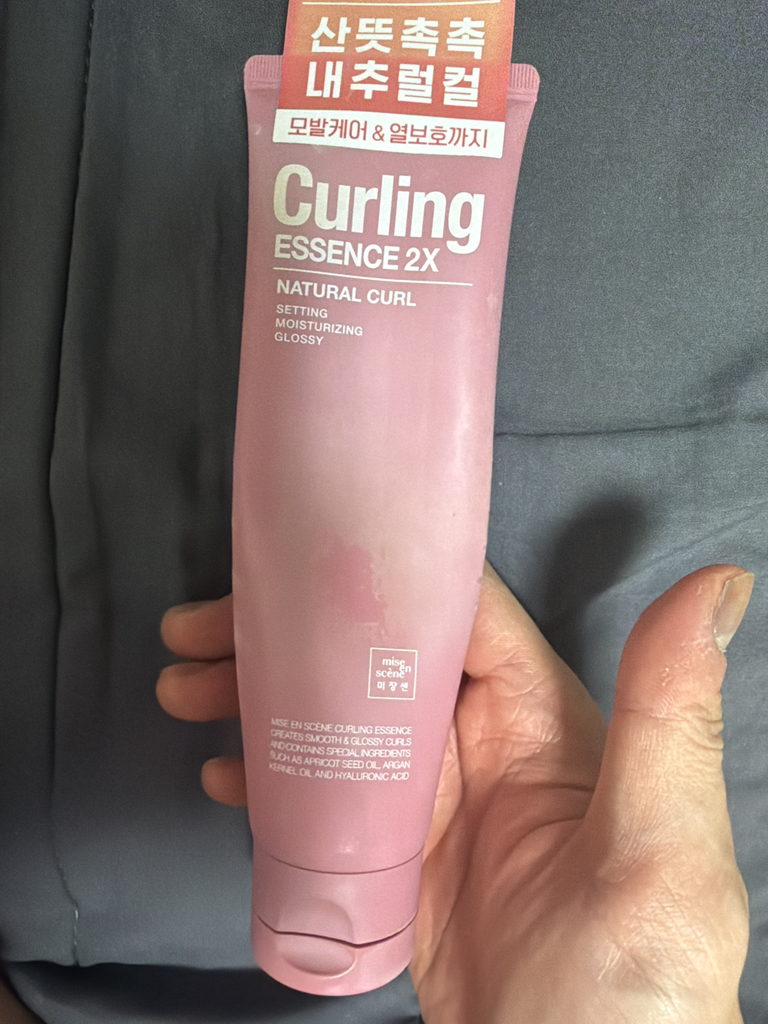 산뜻촉촉
내추럴컬
모발케어 & 열보호까지
Curling
ESSENCE 2X
NATURAL CURL
SETTING
MOISTURIZING
GLOSSY
mise
en
scène
미장센
MISE EN SCÈNE CURLING ESSENCE
CREATES SMOOTH & GLOSSY CURLS
AND CONTAINS SPECIAL INGREDIENTS
SUCH AS APRICOT SEED OIL, ARGAN
KERNEL OIL AND HYALURONIC ACID